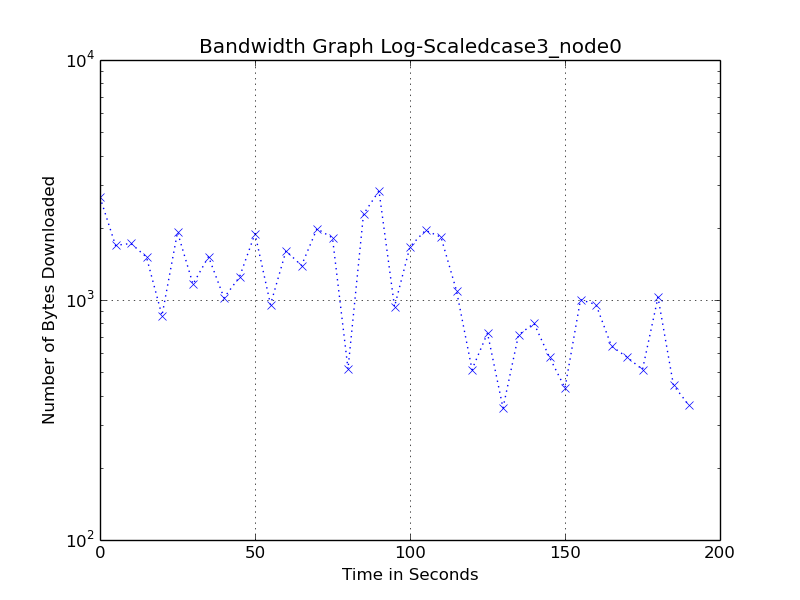 Bandwidth Graph Log-Scaledcase3_node0
Number of Bytes Downloaded
10^4
10^3
10^2
0 50 100 150 200
Time in Seconds